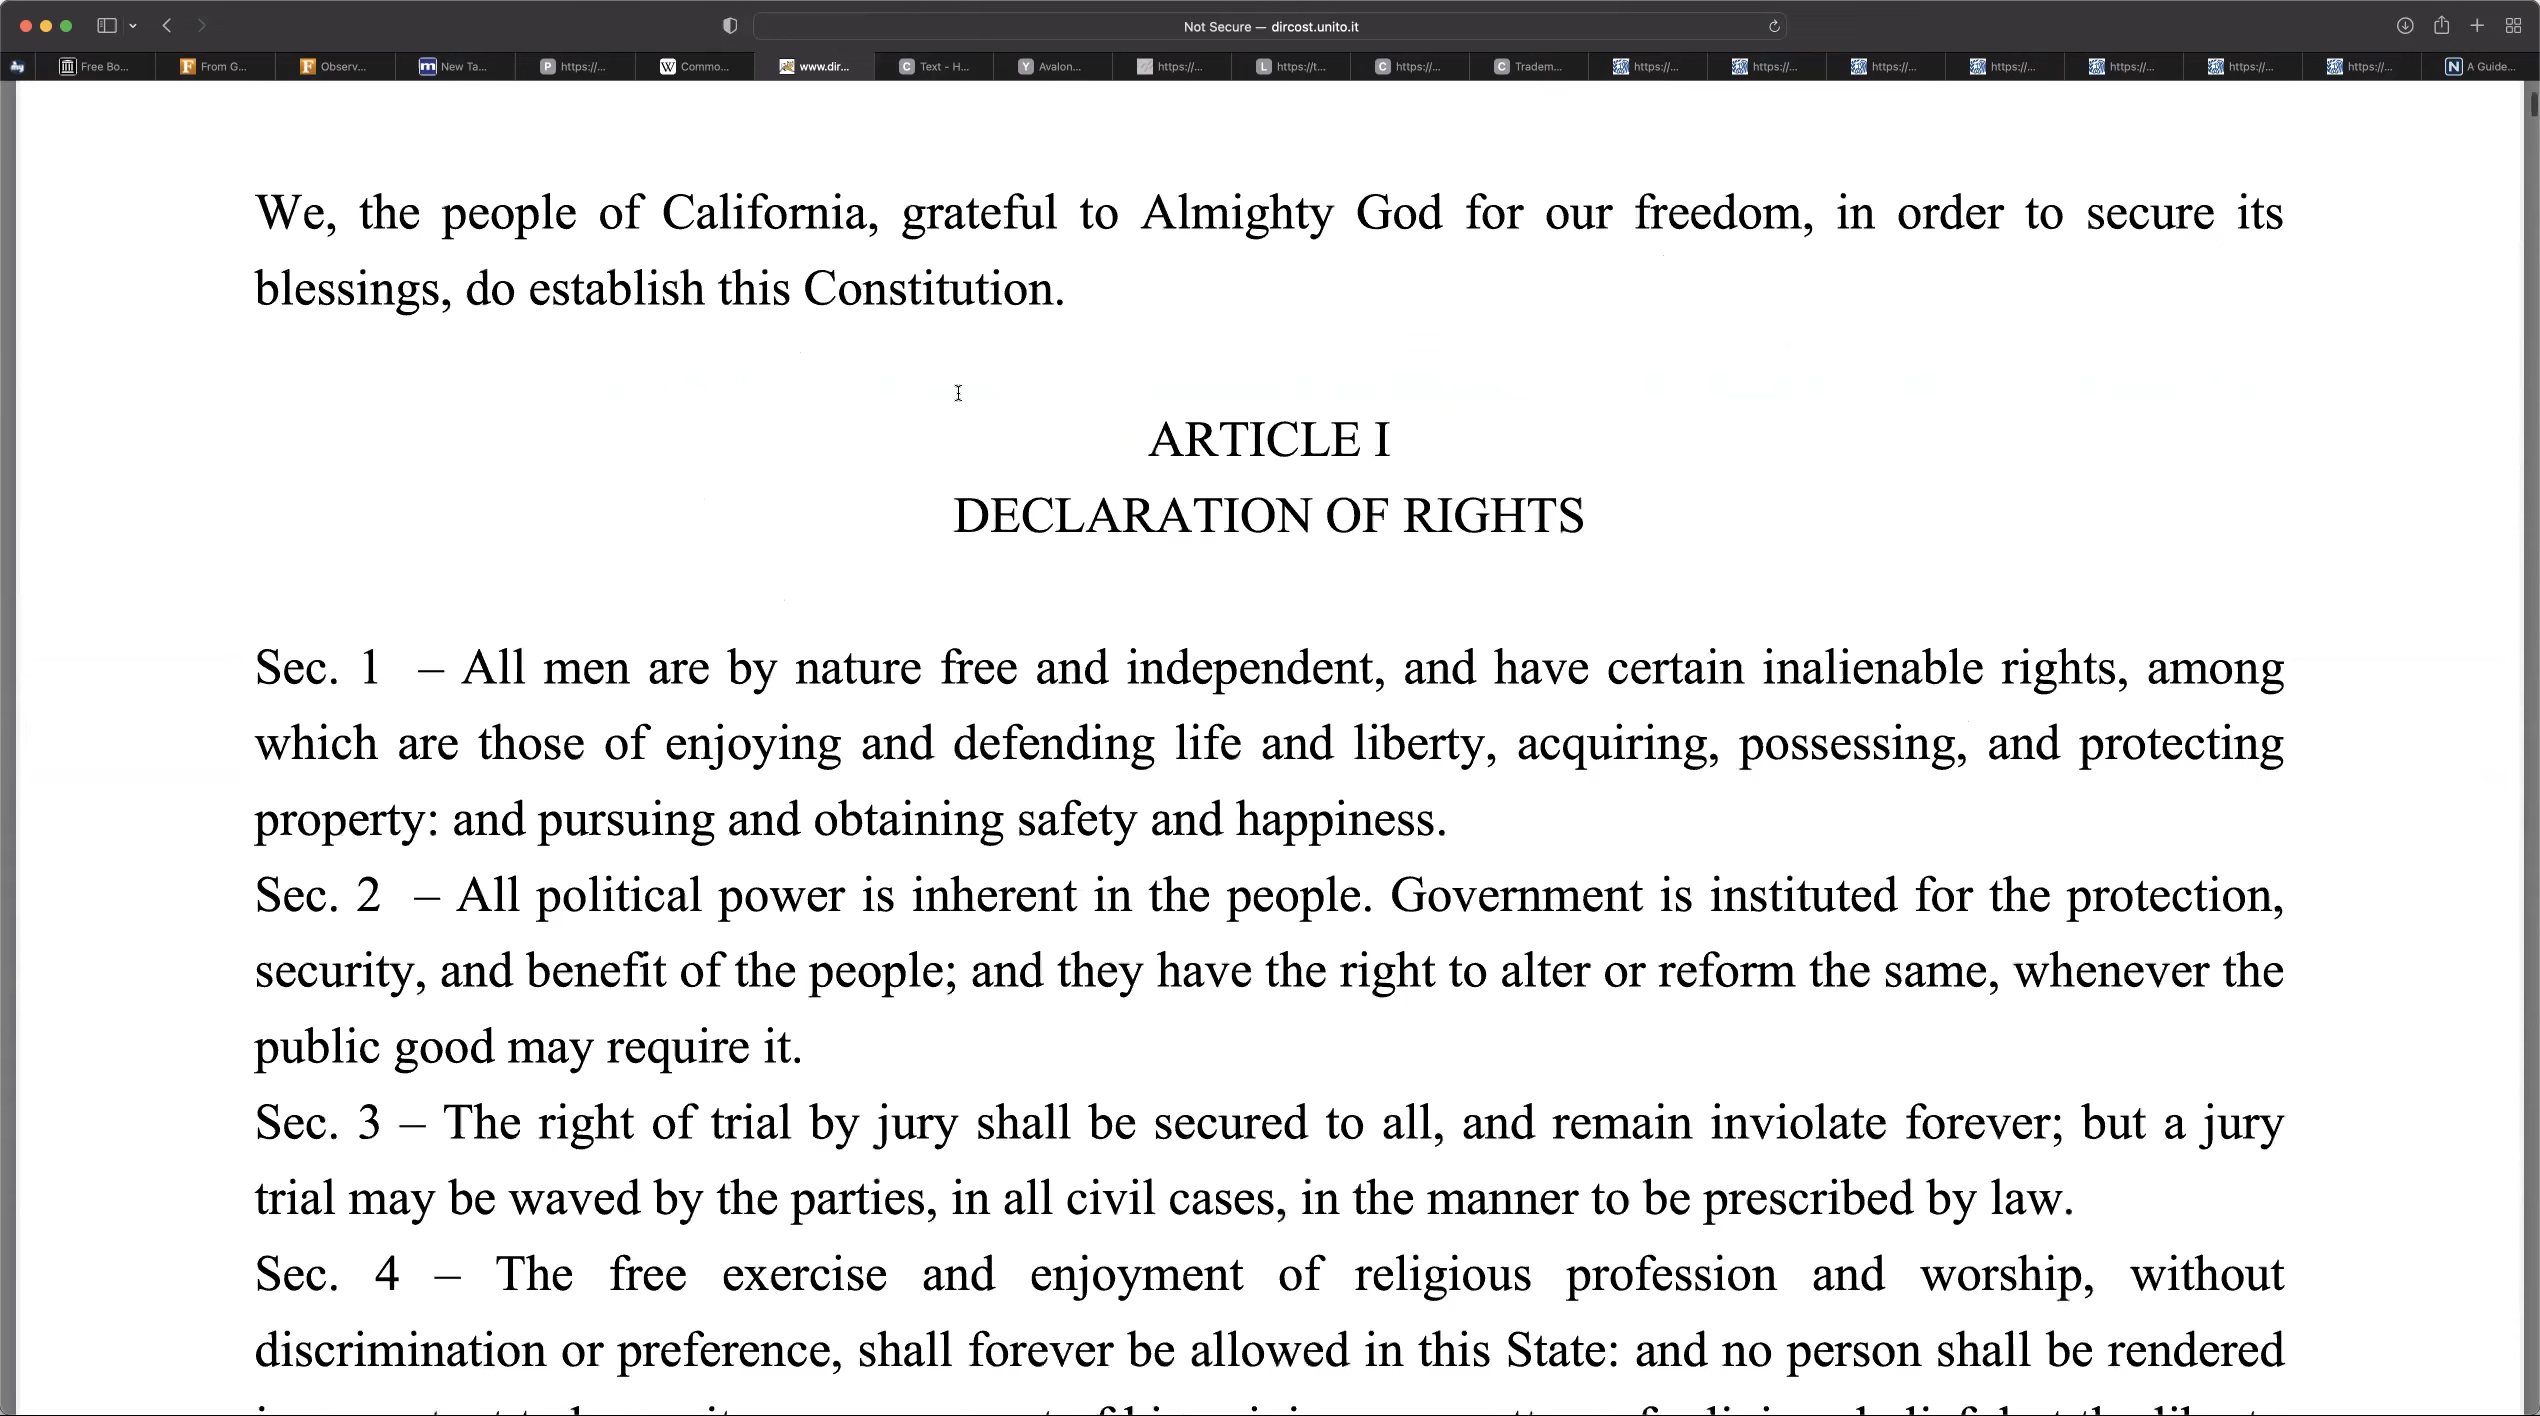 Not Secure — dircost.unito.it
Free Bo...
From G...
Observ...
New Ta...
https://...
Commo...
www.dir...
Text - H...
Avalon...
https://...
https://t...
https://...
Tradem...
https://...
https://...
https://...
https://...
https://...
https://...
https://...
A Guide...
We, the people of California, grateful to Almighty God for our freedom, in order to secure its
blessings, do establish this Constitution.
ARTICLE I
DECLARATION OF RIGHTS
Sec. 1 – All men are by nature free and independent, and have certain inalienable rights, among
which are those of enjoying and defending life and liberty, acquiring, possessing, and protecting
property: and pursuing and obtaining safety and happiness.
Sec. 2 – All political power is inherent in the people. Government is instituted for the protection,
security, and benefit of the people; and they have the right to alter or reform the same, whenever the
public good may require it.
Sec. 3 – The right of trial by jury shall be secured to all, and remain inviolate forever; but a jury
trial may be waved by the parties, in all civil cases, in the manner to be prescribed by law.
Sec. 4 – The free exercise and enjoyment of religious profession and worship, without
discrimination or preference, shall forever be allowed in this State: and no person shall be rendered